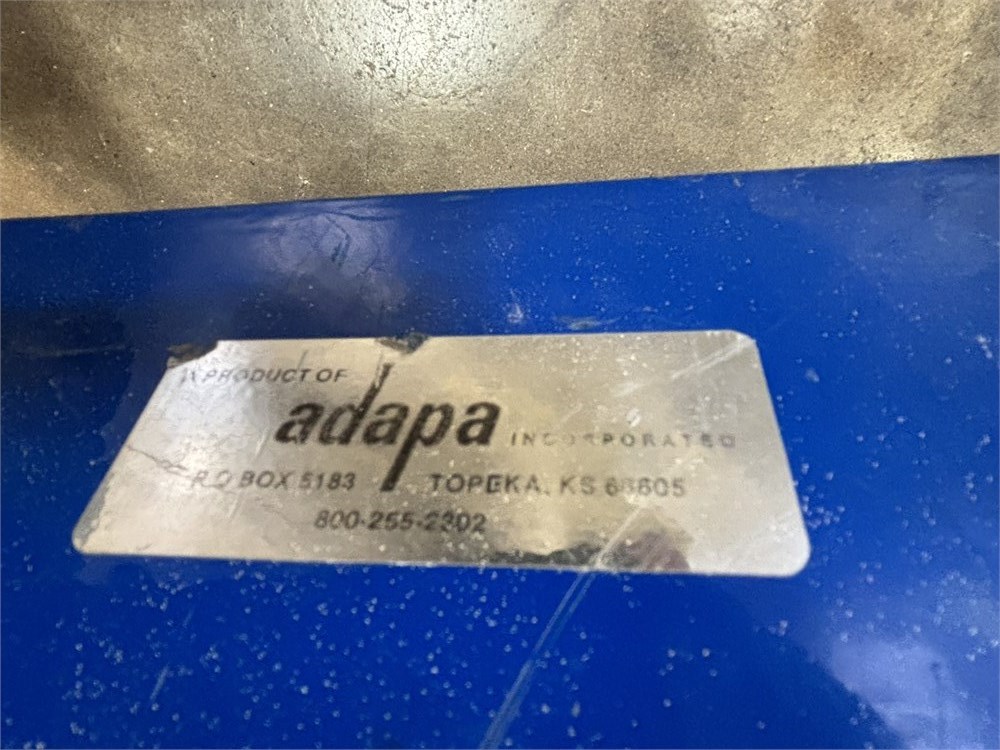 A PRODUCT OF
adapa INCORPORATED
P.O BOX 5183 TOPEKA, KS 66605
800-255-2302